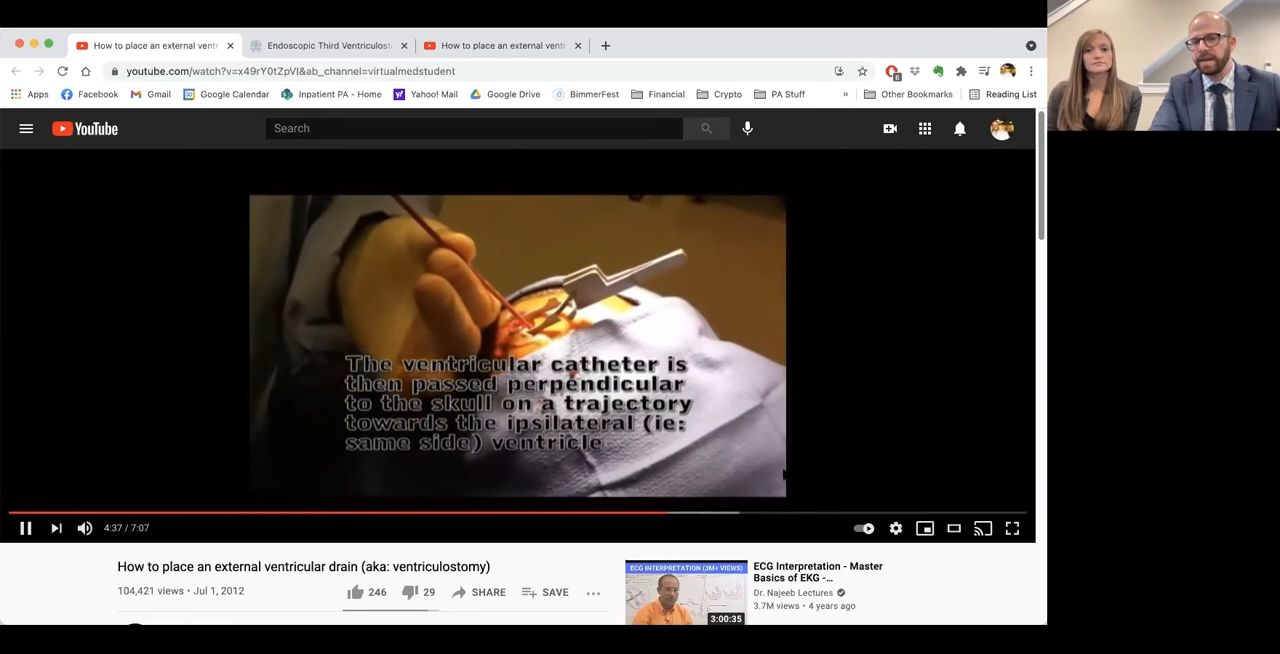 How to place an external ventr
Endoscopic Third Ventriculost
How to place an external ventr
youtube.com/watch?v=x49rY0tZpVI&ab_channel=virtualmedstudent
6
Apps
Facebook
Gmail
Google Calendar
Inpatient PA - Home
Yahoo! Mail
Google Drive
BimmerFest
Financial
Crypto
PA Stuff
»
Other Bookmarks
Reading List
YouTube
Search
The ventricular catheter is
then passed perpendicular
to the skull on a trajectory
towards the ipsilateral (ie:
same side) ventricle
4:37 / 7:07
How to place an external ventricular drain (aka: ventriculostomy)
104,421 views • Jul 1, 2012
246
29
SHARE
SAVE
ECG INTERPRETATION (3M+ VIEWS)
3:00:35
ECG Interpretation - Master
Basics of EKG -...
Dr. Najeeb Lectures
3.7M views • 4 years ago